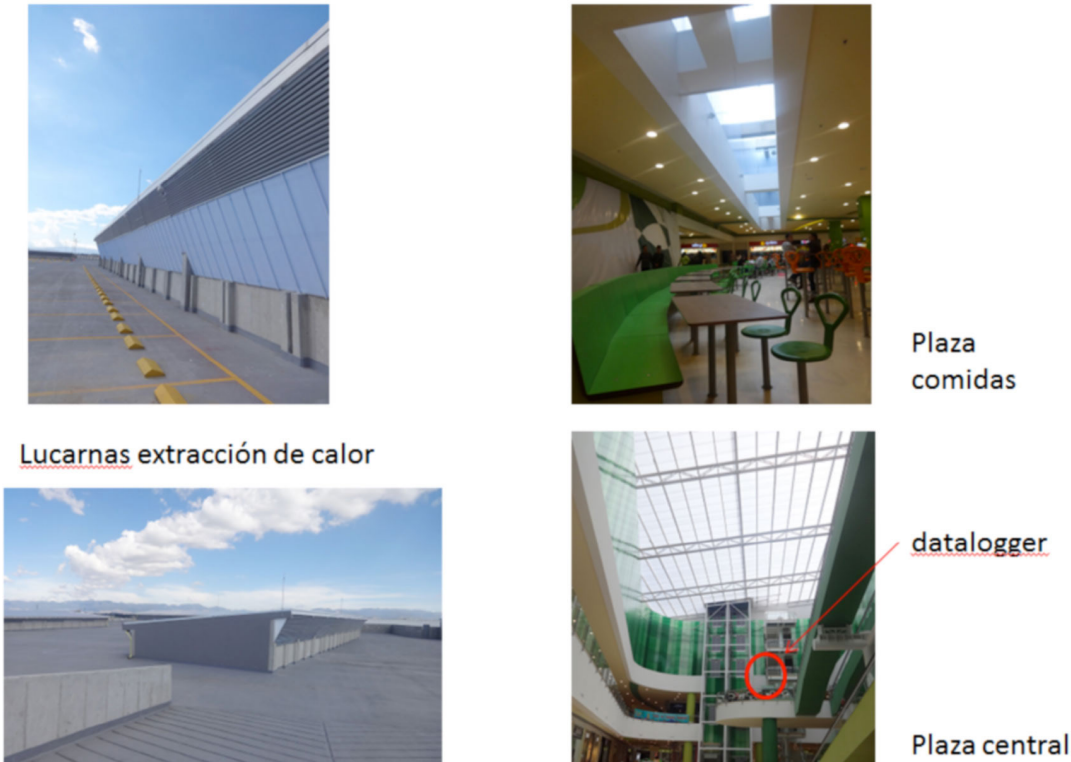 Plaza
comidas
Lucarnas extracción de calor
datalogger
Plaza central